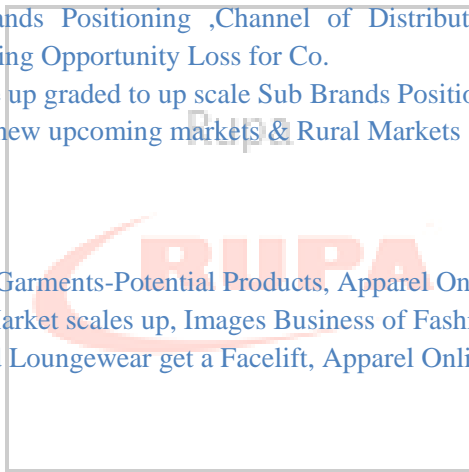 ands Positioning ,Channel of Distribut
ing Opportunity Loss for Co.
up graded to up scale Sub Brands Positio
new upcoming markets & Rural Markets
Rupa
RUPA
Garments-Potential Products, Apparel On
Market scales up, Images Business of Fashi
Loungewear get a Facelift, Apparel Onli